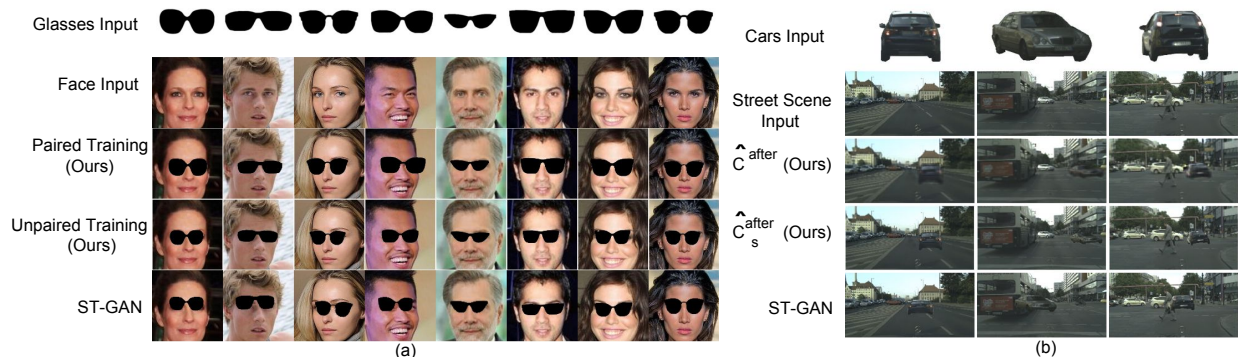 Glasses Input
Face Input
Paired Training
(Ours)
Unpaired Training
(Ours)
ST-GAN
(a)
Cars Input
Street Scene
Input
Ĉ after (Ours)
Ĉ after s (Ours)
ST-GAN
(b)